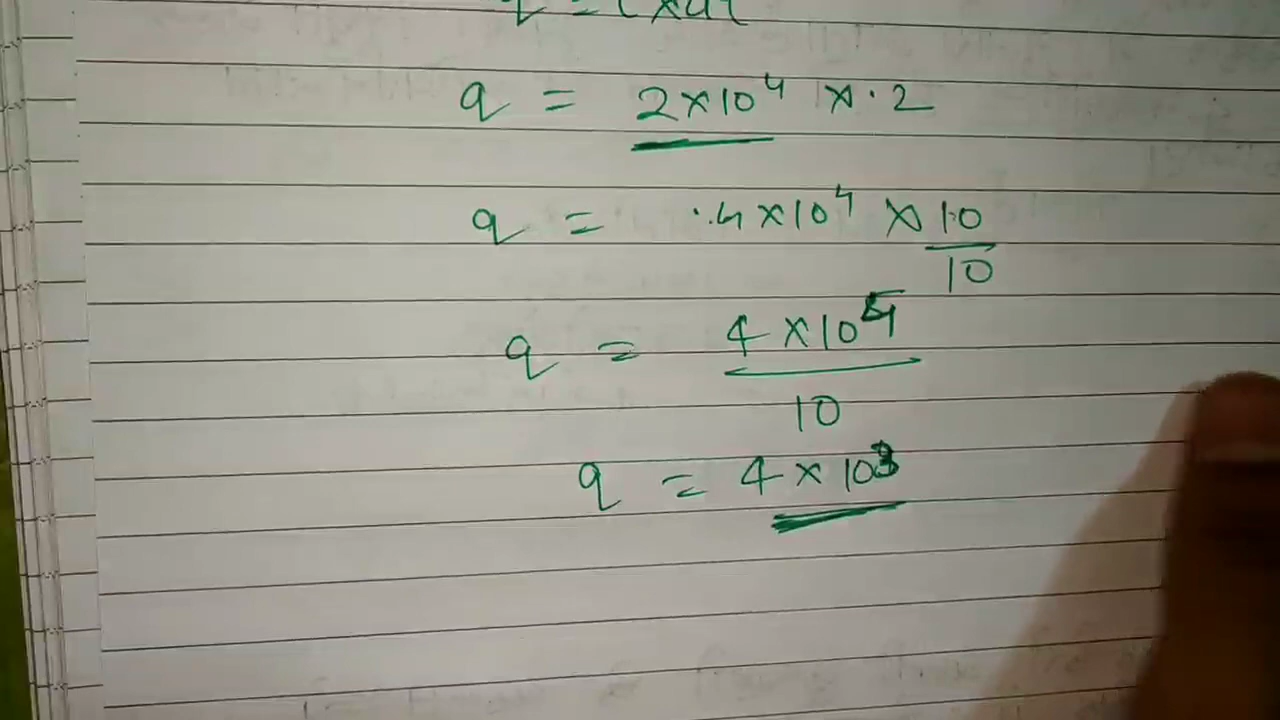 q = 2×10⁴ × .2
q = .4×10⁴ × 10/10
q = 4×10⁴/10
q = 4×10³